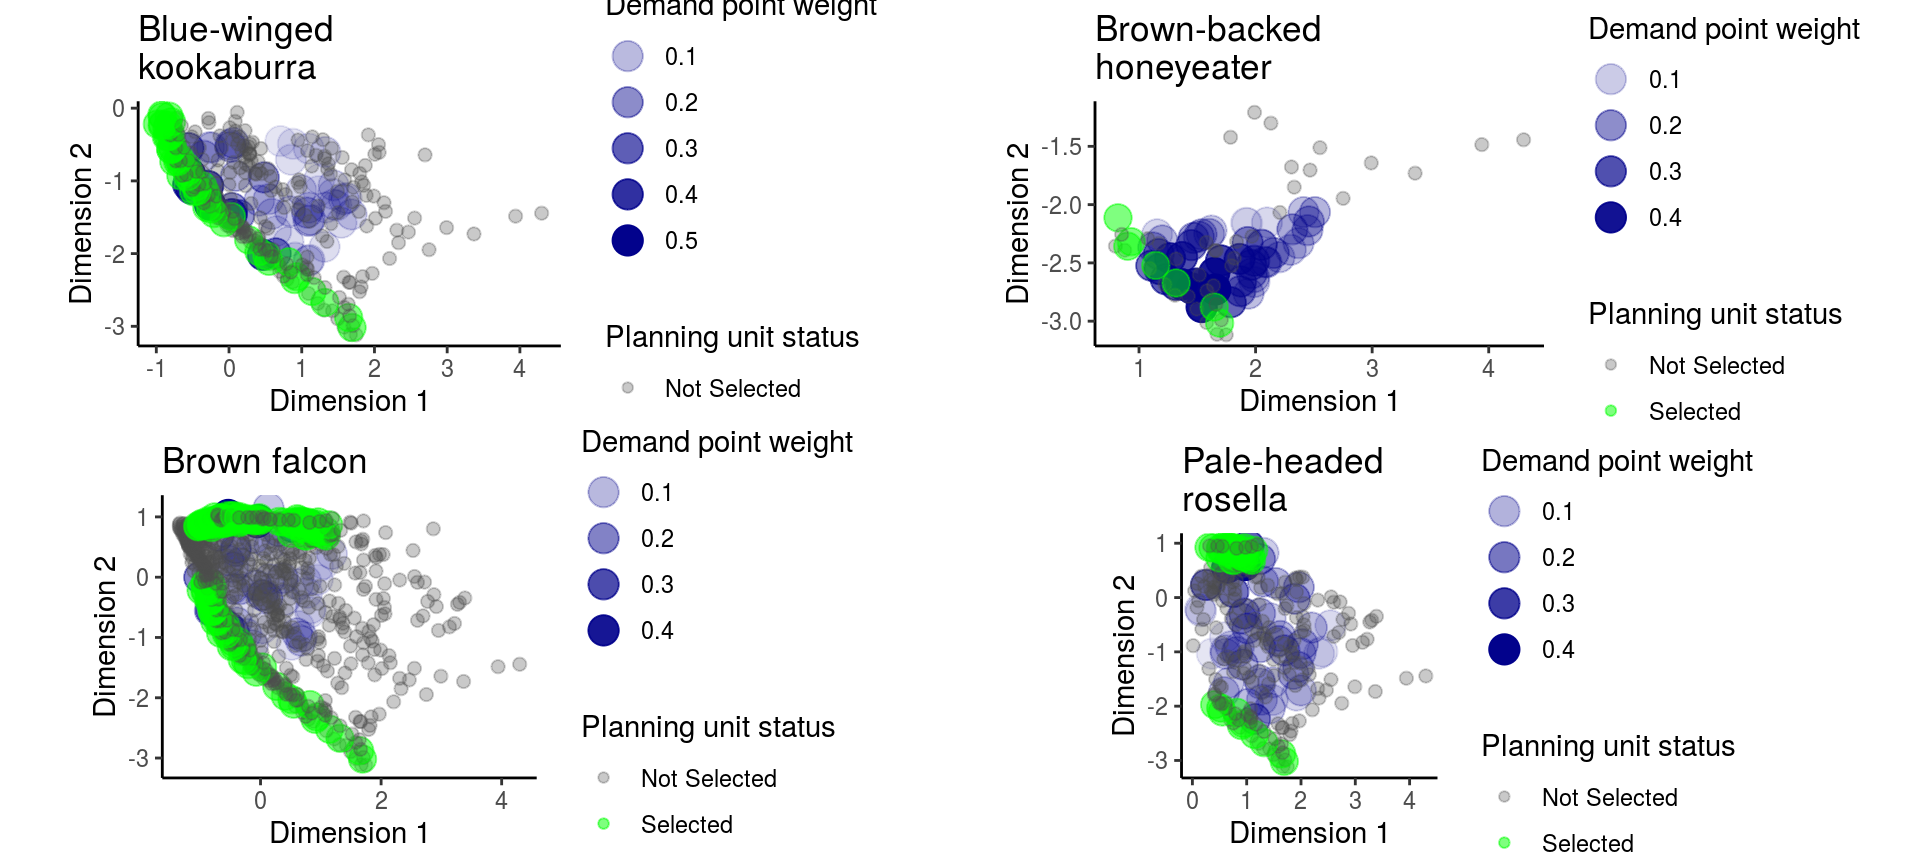 Blue-winged
kookaburra
0
-1
-2
-3
Dimension 2
-1
0
1
2
3
4
Dimension 1
Demand point weight
0.1
0.2
0.3
0.4
0.5
Planning unit status
Not Selected
Brown-backed
honeyeater
-1.5
-2.0
-2.5
-3.0
Dimension 2
1
2
3
4
Dimension 1
Demand point weight
0.1
0.2
0.3
0.4
Planning unit status
Not Selected
Selected
Brown falcon
1
0
-1
-2
-3
Dimension 2
0
2
4
Dimension 1
Demand point weight
0.1
0.2
0.3
0.4
Planning unit status
Not Selected
Selected
Pale-headed
rosella
1
0
-1
-2
-3
Dimension 2
0
1
2
3
4
Dimension 1
Demand point weight
0.1
0.2
0.3
0.4
Planning unit status
Not Selected
Selected